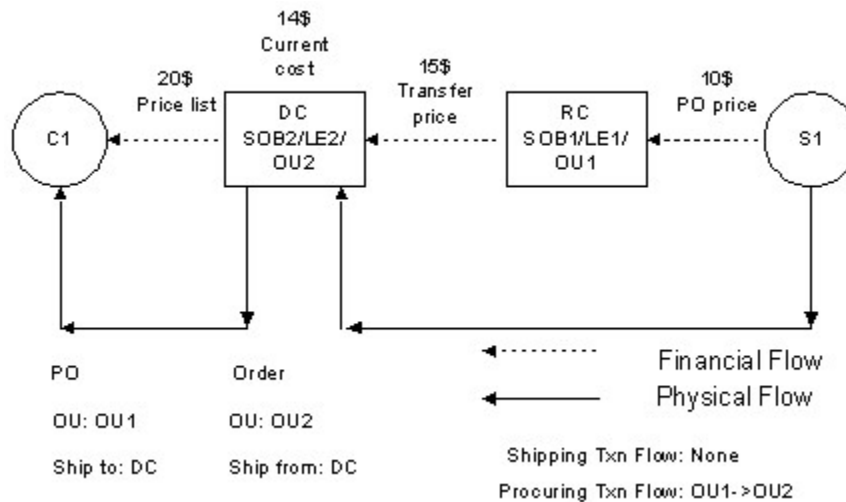 14$
Current
cost
20$
Price list
15$
Transfer
price
10$
PO price
C1
DC
SOB2/LE2/
OU2
RC
SOB1/LE1/
OU1
S1
Financial Flow
Physical Flow
PO
Order
OU: OU1
OU: OU2
Ship to: DC
Ship from: DC
Shipping Txn Flow: None
Procuring Txn Flow: OU1->OU2